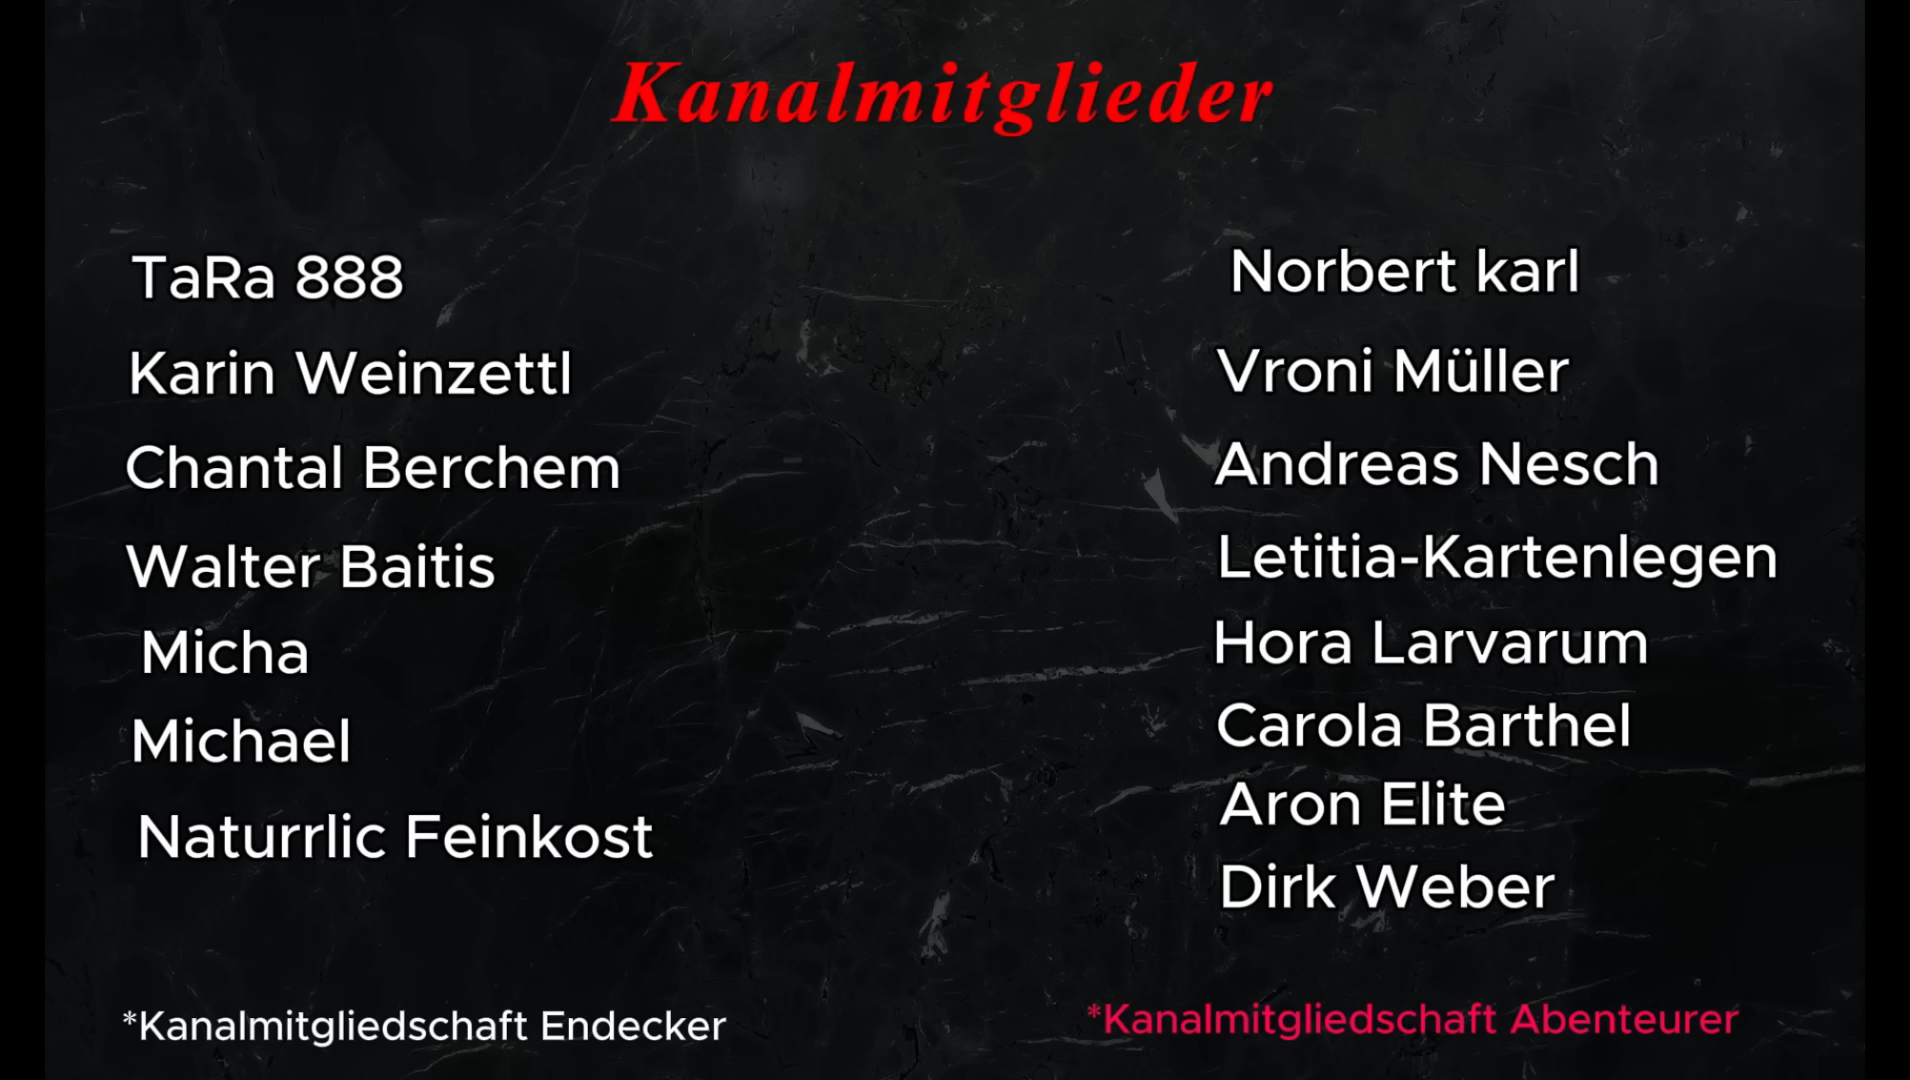 Kanalmitglieder
TaRa 888
Karin Weinzettl
Chantal Berchem
Walter Baitis
Micha
Michael
Naturrlic Feinkost
*Kanalmitgliedschaft Endecker
Norbert karl
Vroni Müller
Andreas Nesch
Letitia-Kartenlegen
Hora Larvarum
Carola Barthel
Aron Elite
Dirk Weber
*Kanalmitgliedschaft Abenteurer